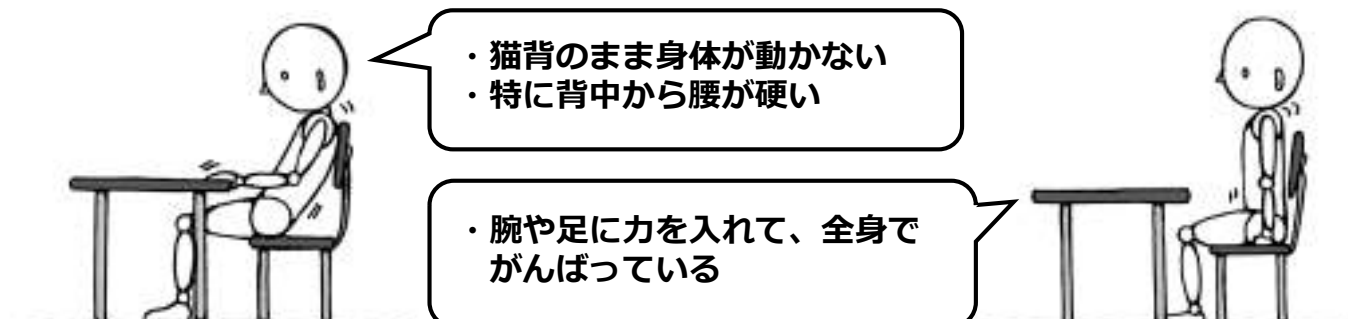 ・猫背のまま身体が動かない
・特に背中から腰が硬い
・腕や足に力を入れて、全身で
がんばっている